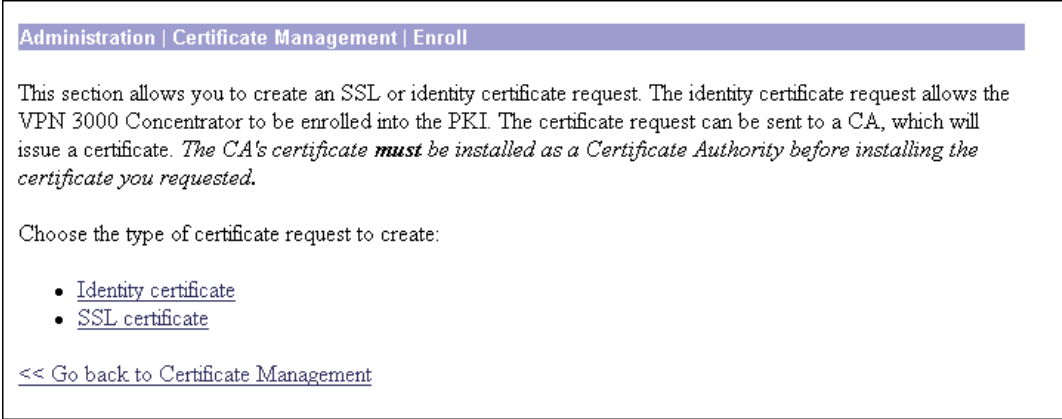 Administration | Certificate Management | Enroll
This section allows you to create an SSL or identity certificate request. The identity certificate request allows the
VPN 3000 Concentrator to be enrolled into the PKI. The certificate request can be sent to a CA, which will
issue a certificate. The CA's certificate must be installed as a Certificate Authority before installing the
certificate you requested.
Choose the type of certificate request to create:
• Identity certificate
• SSL certificate
<< Go back to Certificate Management